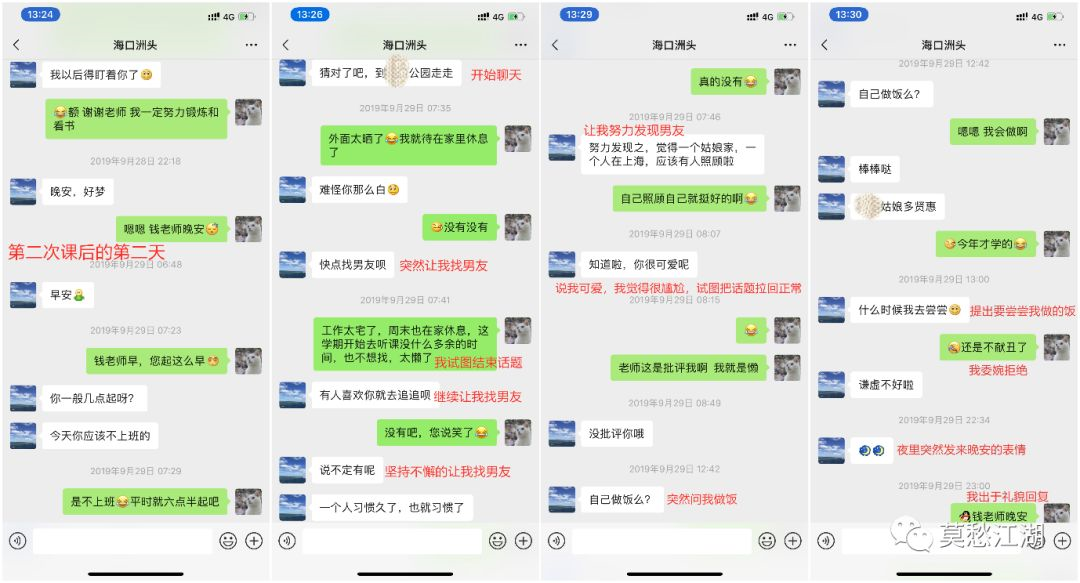 13:24
4G
海口洲头
我以后得盯着你了
额 谢谢老师 我一定努力锻炼和
看书
2019年9月28日 22:18
晚安，好梦
嗯嗯 钱老师晚安
第二次课后的第二天
2019年9月29日 06:48
早安
2019年9月29日 07:23
钱老师早，您起这么早
你一般几点起呀？
今天你应该不上班的
2019年9月29日 07:29
是不上班😂平时就六点半起吧
13:26
4G
海口洲头
猜对了吧，到
公园走走
开始聊天
2019年9月29日 07:35
外面太晒了😂我就待在家里休息
了
难怪你那么白
没有没有
快点找男友呗
突然让我找男友
2019年9月29日 07:41
工作太宅了，周末也在家休息，这
学期开始去听课没什么多余的时
间，也不想找，太懒了
我试图结束话题
有人喜欢你就去追追呗
继续让我找男友
没有吧，您说笑了😂
说不定有呢
坚持不懈的让我找男友
一个人习惯久了，也就习惯了
13:29
4G
海口洲头
真的没有😂
2019年9月29日 07:46
让我努力发现男友
努力发现之，觉得一个姑娘家，一
个人在上海，应该有人照顾啦
自己照顾自己就挺好的啊😂
2019年9月29日 08:07
知道啦，你很可爱呢
说我可爱，我觉得很尴尬，试图把话题拉回正常
2019年9月29日 08:15
😂
老师这是批评我啊 我就是懒
2019年9月29日 08:49
没批评你哦
2019年9月29日 12:42
自己做饭么？
突然问我做饭
13:30
4G
海口洲头
2019年9月29日 12:42
自己做饭么？
嗯嗯 我会做啊
棒棒哒
姑娘多贤惠
今年才学的😂
2019年9月29日 13:00
什么时候我去尝尝
提出要尝尝我做的饭
还是不献丑了
我委婉拒绝
谦虚不好啦
2019年9月29日 22:34
夜里突然发来晚安的表情
2019年9月29日 23:00
我出于礼貌回复
钱老师晚安
莫愁江湖